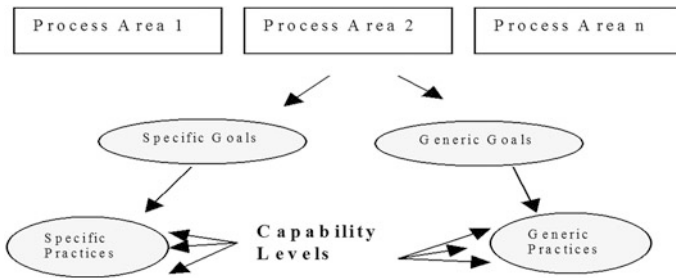 Process Area 1
Process Area 2
Process Area n
Specific Goals
Generic Goals
Specific
Practices
Capability
Levels
Generic
Practices